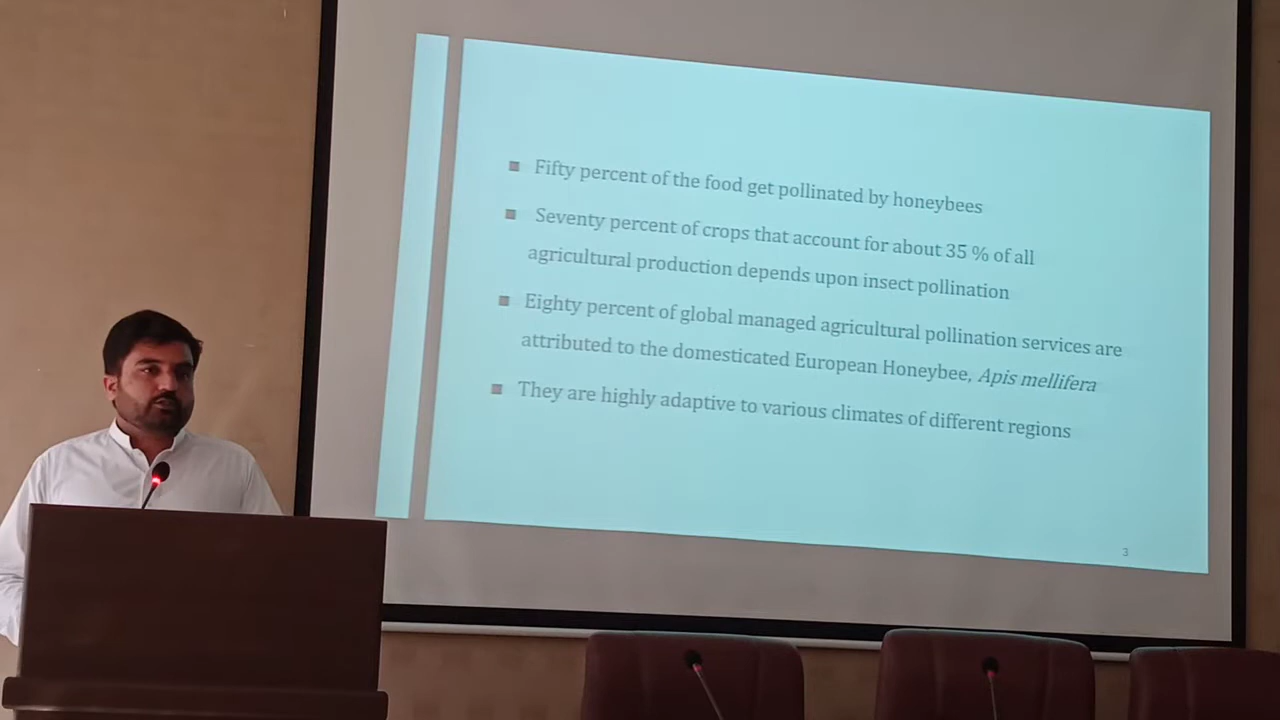 Fifty percent of the food get pollinated by honeybees
Seventy percent of crops that account for about 35 % of all
agricultural production depends upon insect pollination
Eighty percent of global managed agricultural pollination services are
attributed to the domesticated European Honeybee, Apis mellifera
They are highly adaptive to various climates of different regions
3